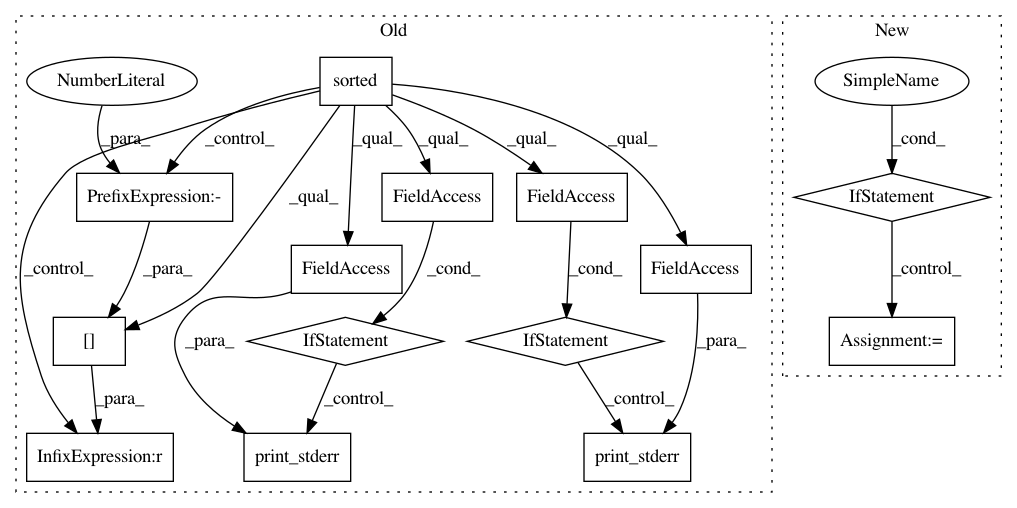 Old
New
NumberLiteral
sorted
SimpleName
_para_
_control_
_qual_
_qual_
_qual_
_qual_
_cond_
PrefixExpression:-
FieldAccess
FieldAccess
IfStatement
_qual_
_control_
_para_
FieldAccess
_cond_
_cond_
FieldAccess
_control_
[]
_para_
IfStatement
IfStatement
_para_
Assignment:=
_para_
_control_
_control_
InfixExpression:r
print_stderr
print_stderr